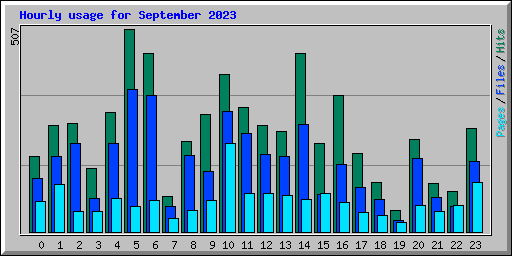 Hourly usage for September 2023
507
Pages/Files/Hits
0 1 2 3 4 5 6 7 8 9 10 11 12 13 14 15 16 17 18 19 20 21 22 23